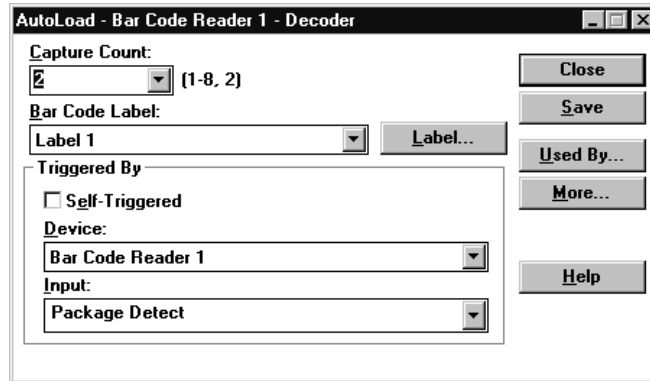 AutoLoad - Bar Code Reader 1 - Decoder
Capture Count:
2 (1-8, 2)
Bar Code Label:
Label 1 Label...
Triggered By
Self-Triggered
Device:
Bar Code Reader 1
Input:
Package Detect
Close
Save
Used By...
More...
Help